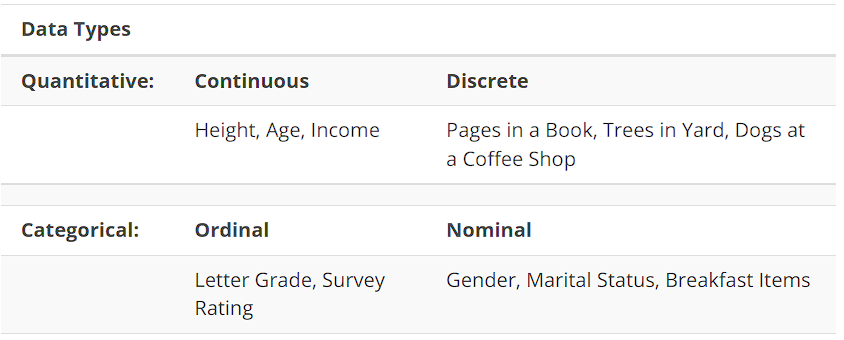 Data Types
Quantitative: Continuous Discrete
Height, Age, Income Pages in a Book, Trees in Yard, Dogs at
a Coffee Shop
Categorical: Ordinal Nominal
Letter Grade, Survey Gender, Marital Status, Breakfast Items
Rating